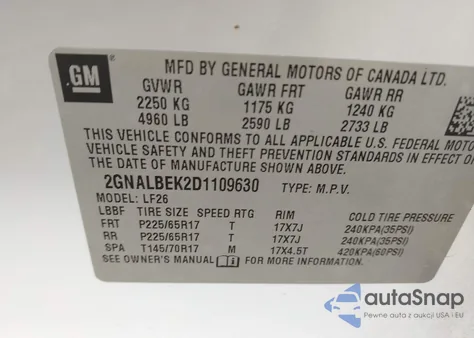 GM
MFD BY GENERAL MOTORS OF CANADA LTD.
GVWR GAWR FRT GAWR RR
2250 KG 1175 KG 1240 KG
4960 LB 2590 LB 2733 LB
THIS VEHICLE CONFORMS TO ALL APPLICABLE U.S. FEDERAL MOTOR
VEHICLE SAFETY AND THEFT PREVENTION STANDARDS IN EFFECT ON
THE DATE OF MANUFACTURE SHOWN ABOVE.
2GNALBEK2D1109630 TYPE: M.P.V.
MODEL: LF26
LBBF TIRE SIZE SPEED RTG RIM COLD TIRE PRESSURE
FRT P225/65R17 T 17X7J 240KPA(35PSI)
RR P225/65R17 T 17X7J 240KPA(35PSI)
SPA T145/70R17 M 17X4.5T 420KPA(60PSI)
SEE OWNER'S MANUAL FOR MORE INFORMATION.
autoSnap
Pewne auta z aukcji USA i EU